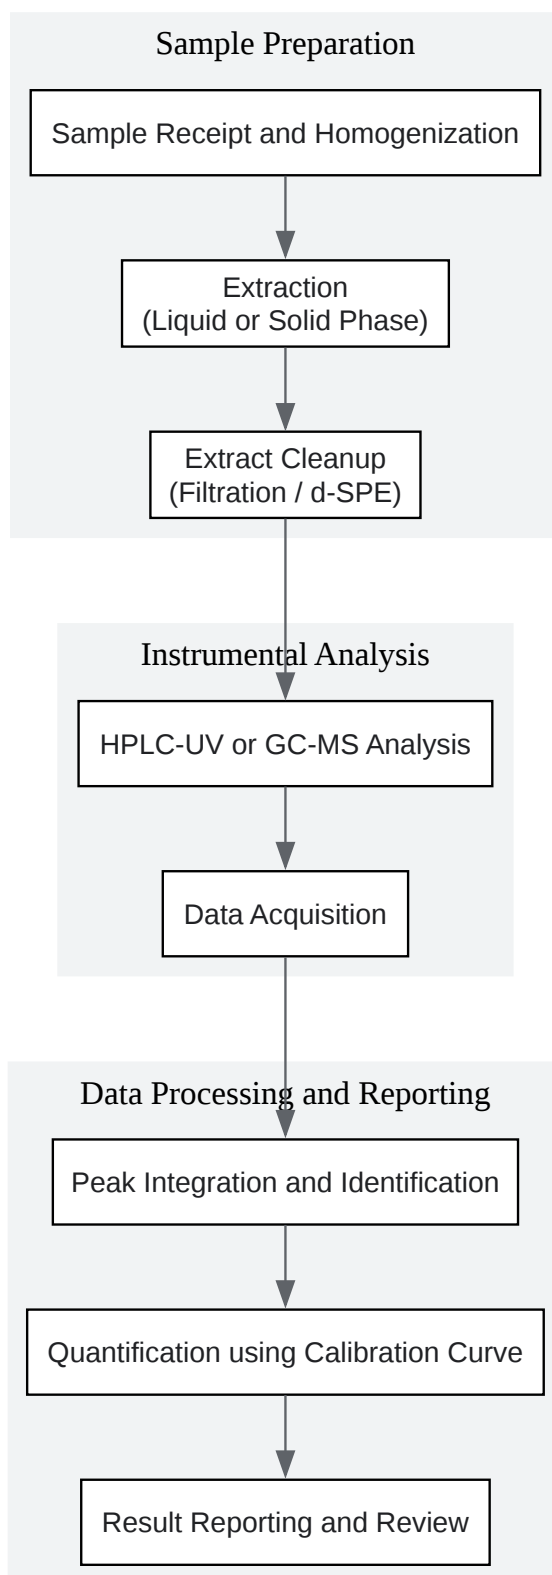 Sample Preparation
Sample Receipt and Homogenization
Extraction
(Liquid or Solid Phase)
Extract Cleanup
(Filtration / d-SPE)
Instrumental Analysis
HPLC-UV or GC-MS Analysis
Data Acquisition
Data Processing and Reporting
Peak Integration and Identification
Quantification using Calibration Curve
Result Reporting and Review